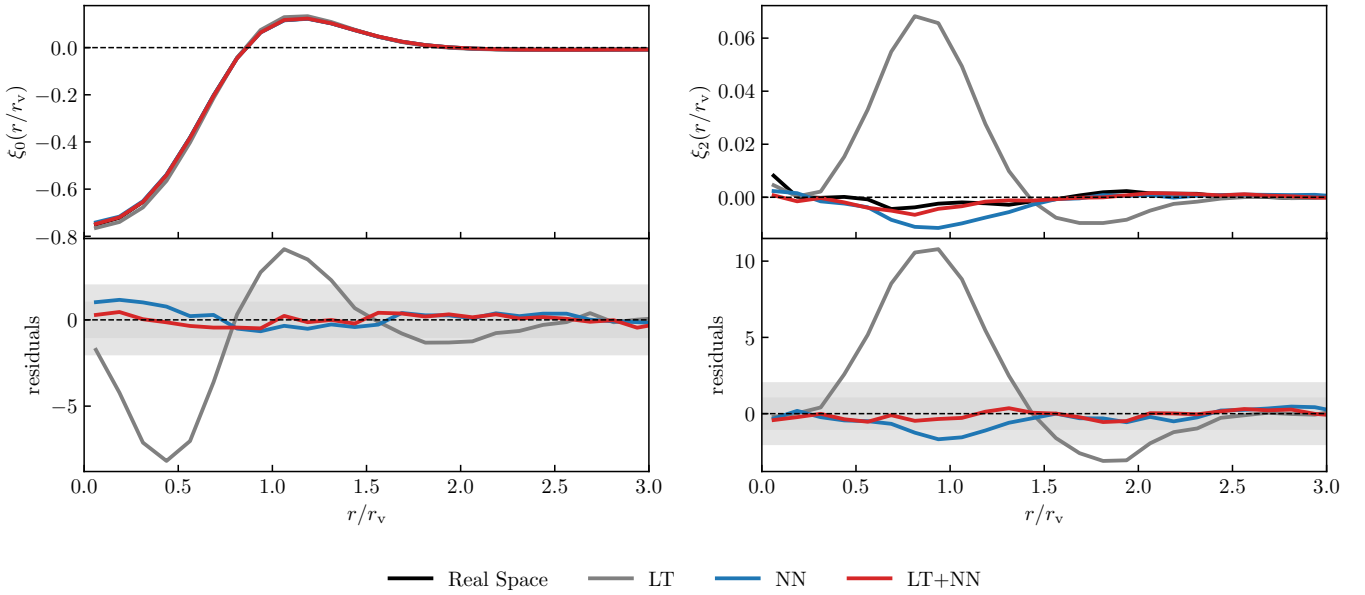 0.0
−0.2
−0.4
−0.6
−0.8
ξ₀(r/rᵥ)
0
−5
residuals
0.0 0.5 1.0 1.5 2.0 2.5 3.0
r/rᵥ
0.06
0.04
0.02
0.00
ξ₂(r/rᵥ)
10
5
0
residuals
0.0 0.5 1.0 1.5 2.0 2.5 3.0
r/rᵥ
Real Space LT NN LT+NN